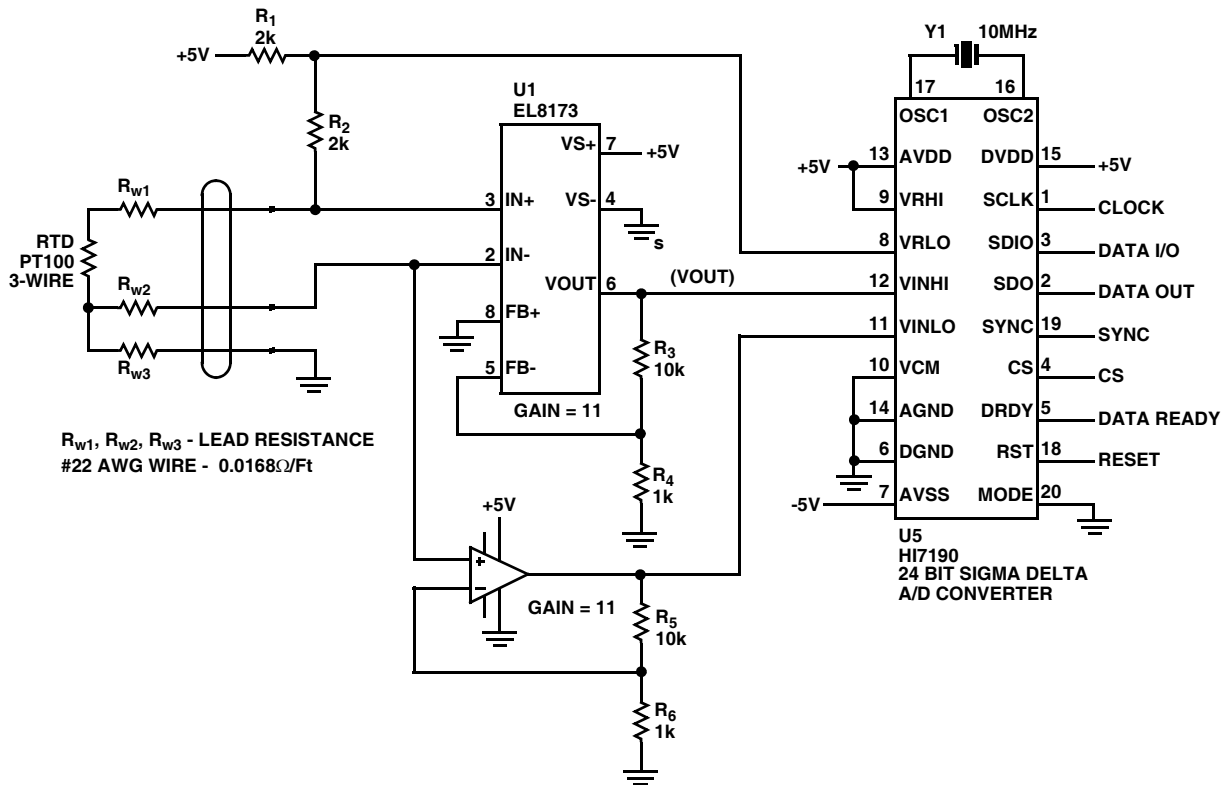 R1
2k
+5V
R2
2k
U1
EL8173
VS+ 7 +5V
3 IN+ VS- 4
s
2 IN-
VOUT 6 (VOUT)
8 FB+
5 FB-
GAIN = 11
Rw1
RTD
PT100
3-WIRE
Rw2
Rw3
Rw1, Rw2, Rw3 - LEAD RESISTANCE
#22 AWG WIRE - 0.0168Ω/Ft
R3
10k
R4
1k
+5V
+
−
GAIN = 11
R5
10k
R6
1k
Y1 10MHz
17 16
OSC1 OSC2
+5V 13 AVDD DVDD 15 +5V
9 VRHI SCLK 1 CLOCK
8 VRLO SDIO 3 DATA I/O
12 VINHI SDO 2 DATA OUT
11 VINLO SYNC 19 SYNC
10 VCM CS 4 CS
14 AGND DRDY 5 DATA READY
6 DGND RST 18 RESET
-5V 7 AVSS MODE 20
U5
HI7190
24 BIT SIGMA DELTA
A/D CONVERTER